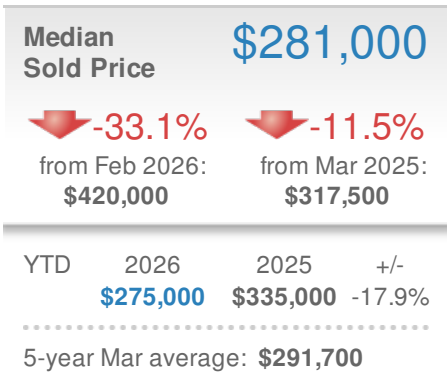 Median $281,000
Sold Price
-33.1% -11.5%
from Feb 2026: from Mar 2025:
$420,000 $317,500
YTD 2026 2025 +/-
$275,000 $335,000 -17.9%
5-year Mar average: $291,700